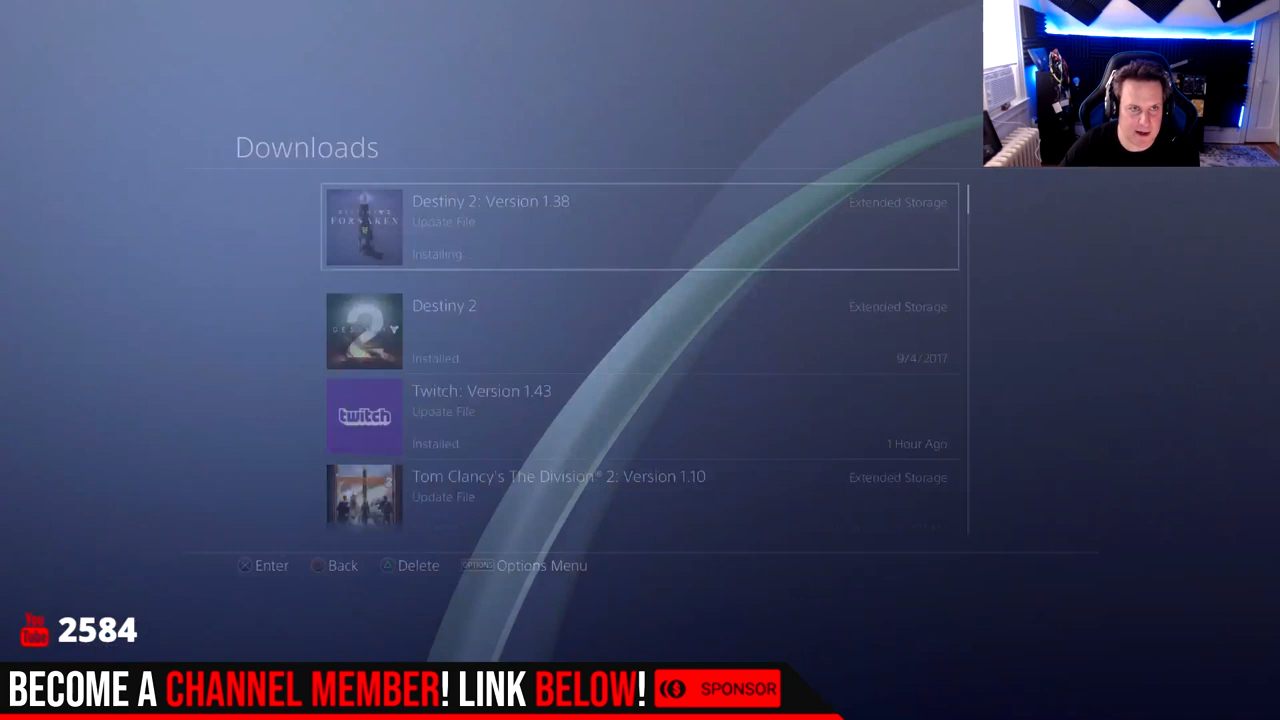 Downloads
Destiny 2: Version 1.38
Extended Storage
Update File
FORSAKEN
Installing...
Destiny 2
Extended Storage
Installed
9/4/2017
Twitch: Version 1.43
Update File
twitch
Installed
1 Hour Ago
Tom Clancy's The Division® 2: Version 1.10
Extended Storage
Update File
Enter
Back
Delete
OPTIONS Options Menu
You Tube 2584
BECOME A CHANNEL MEMBER! LINK BELOW! SPONSOR